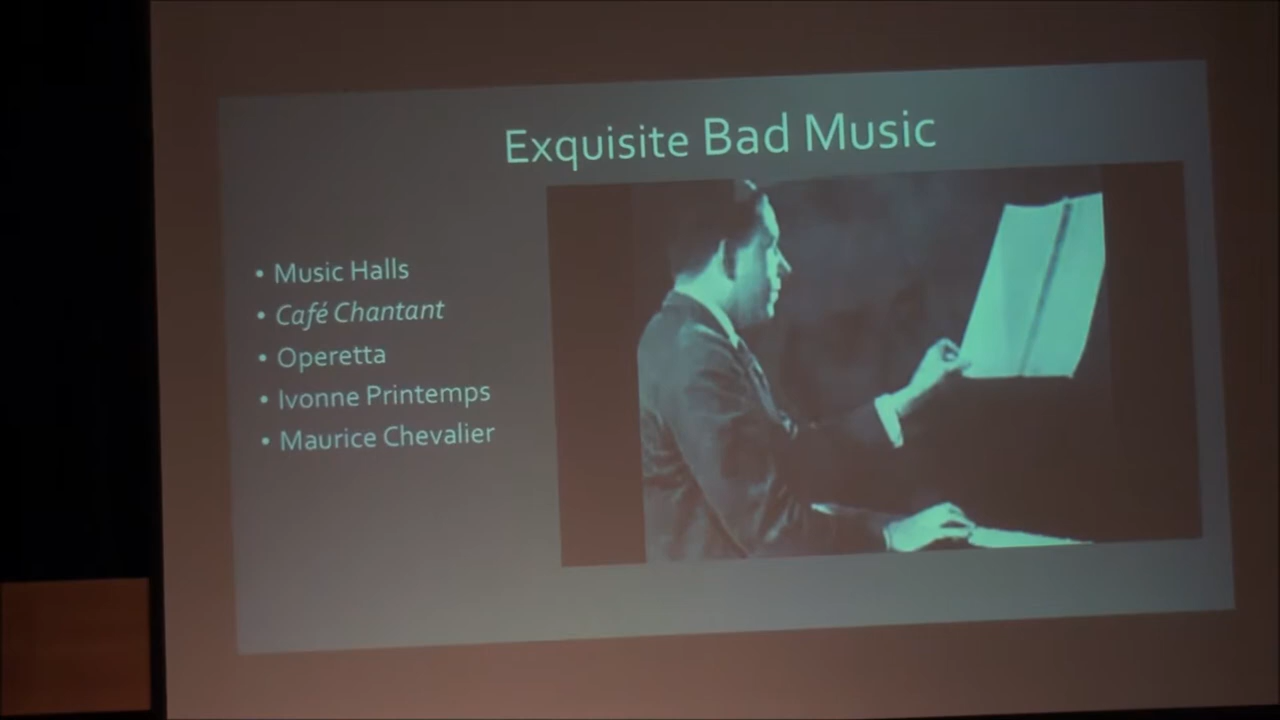 Exquisite Bad Music
• Music Halls
• Café Chantant
• Operetta
• Ivonne Printemps
• Maurice Chevalier